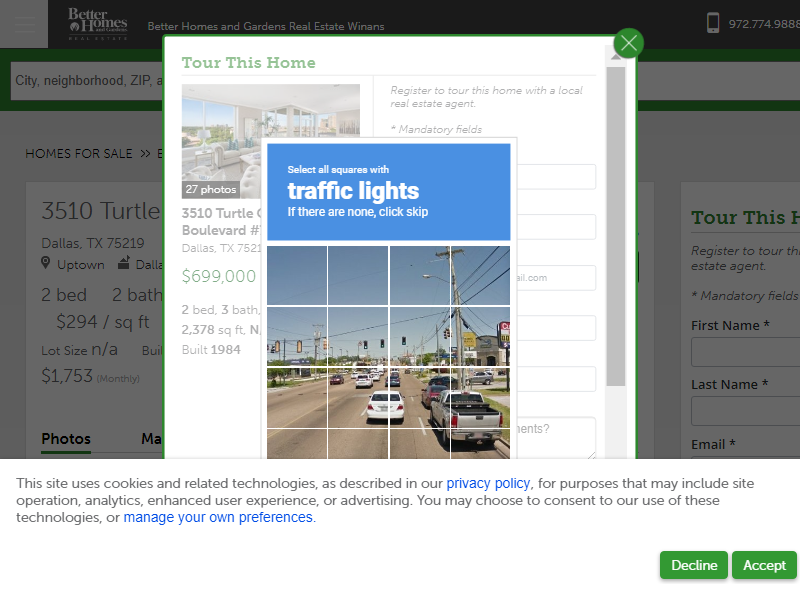 Better
Homes
and Gardens
REAL ESTATE
Better Homes and Gardens Real Estate Winans
972.774.9888
City, neighborhood, ZIP, a
HOMES FOR SALE >>
Tour This Home
Register to tour this home with a local
real estate agent.
* Mandatory fields
27 photos
3510 Turtle C
Boulevard #
Dallas, TX 7521
$699,000
2 bed, 3 bath,
2,378 sq ft, N,
Built 1984
ail.com
nents?
Select all squares with
traffic lights
If there are none, click skip
3510 Turtle
Dallas, TX 75219
Uptown Dalla
2 bed 2 bath
$294 / sq ft
Lot Size n/a Bui
$1,753 (Monthly)
Photos Ma
Tour This H
Register to tour thi
estate agent.
* Mandatory fields
First Name *
Last Name *
Email *
This site uses cookies and related technologies, as described in our privacy policy, for purposes that may include site
operation, analytics, enhanced user experience, or advertising. You may choose to consent to our use of these
technologies, or manage your own preferences.
Decline Accept